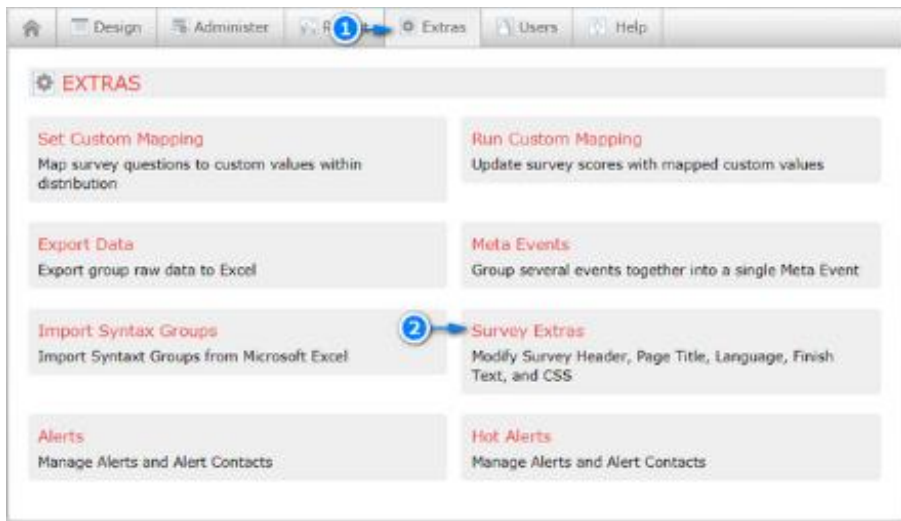 Design Administer 1 Extras Users Help
EXTRAS
Set Custom Mapping
Map survey questions to custom values within
distribution
Run Custom Mapping
Update survey scores with mapped custom values
Export Data
Export group raw data to Excel
Meta Events
Group several events together into a single Meta Event
Import Syntax Groups
Import Syntaxt Groups from Microsoft Excel
2
Survey Extras
Modify Survey Header, Page Title, Language, Finish
Text, and CSS
Alerts
Manage Alerts and Alert Contacts
Hot Alerts
Manage Alerts and Alert Contacts